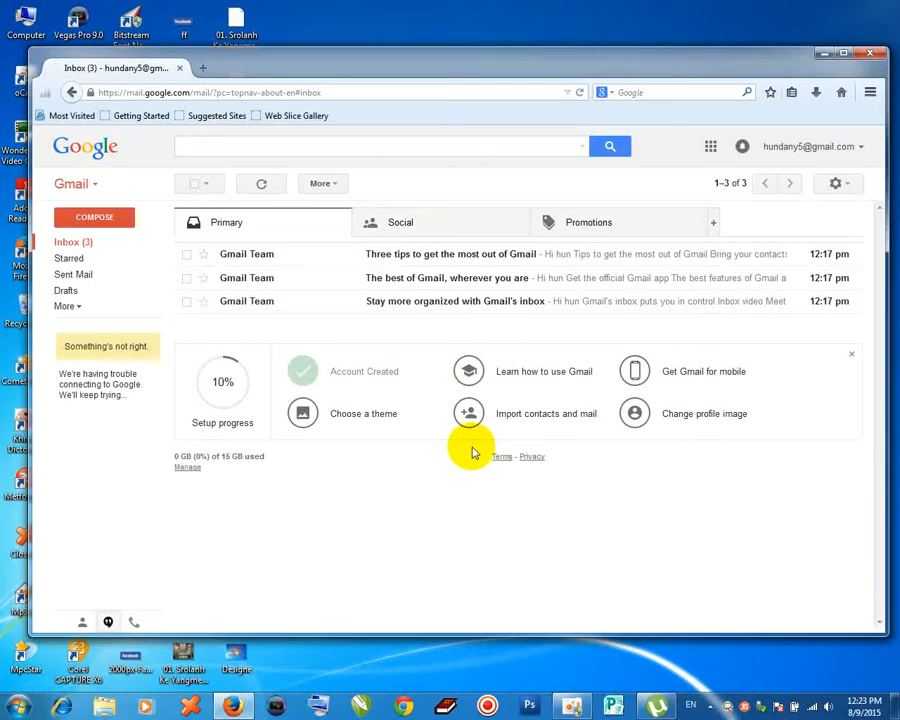 Computer
Vegas Pro 9.0
Bitstream
ff
01. Srolanh
Inbox (3) - hundany5@gm...
https://mail.google.com/mail/?pc=topnav-about-en#inbox
Google
Most Visited
Getting Started
Suggested Sites
Web Slice Gallery
Google
hundany5@gmail.com
Gmail
More
1–3 of 3
COMPOSE
Primary
Social
Promotions
Inbox (3)
Starred
Sent Mail
Drafts
More
Gmail Team Three tips to get the most out of Gmail - Hi hun Tips to get the most out of Gmail Bring your contacts 12:17 pm
Gmail Team The best of Gmail, wherever you are - Hi hun Get the official Gmail app The best features of Gmail a 12:17 pm
Gmail Team Stay more organized with Gmail's inbox - Hi hun Gmail's inbox puts you in control Inbox video Meet 12:17 pm
Something's not right.
We're having trouble
connecting to Google.
We'll keep trying...
10%
Setup progress
Account Created
Learn how to use Gmail
Get Gmail for mobile
Choose a theme
Import contacts and mail
Change profile image
0 GB (0%) of 15 GB used
Manage
Terms - Privacy
MpcStar
Corel
CAPTURE X6
2000px-Fa...
01. Srolanh
Ke Yangme...
Designe
Ps
EN
12:23 PM
8/9/2015